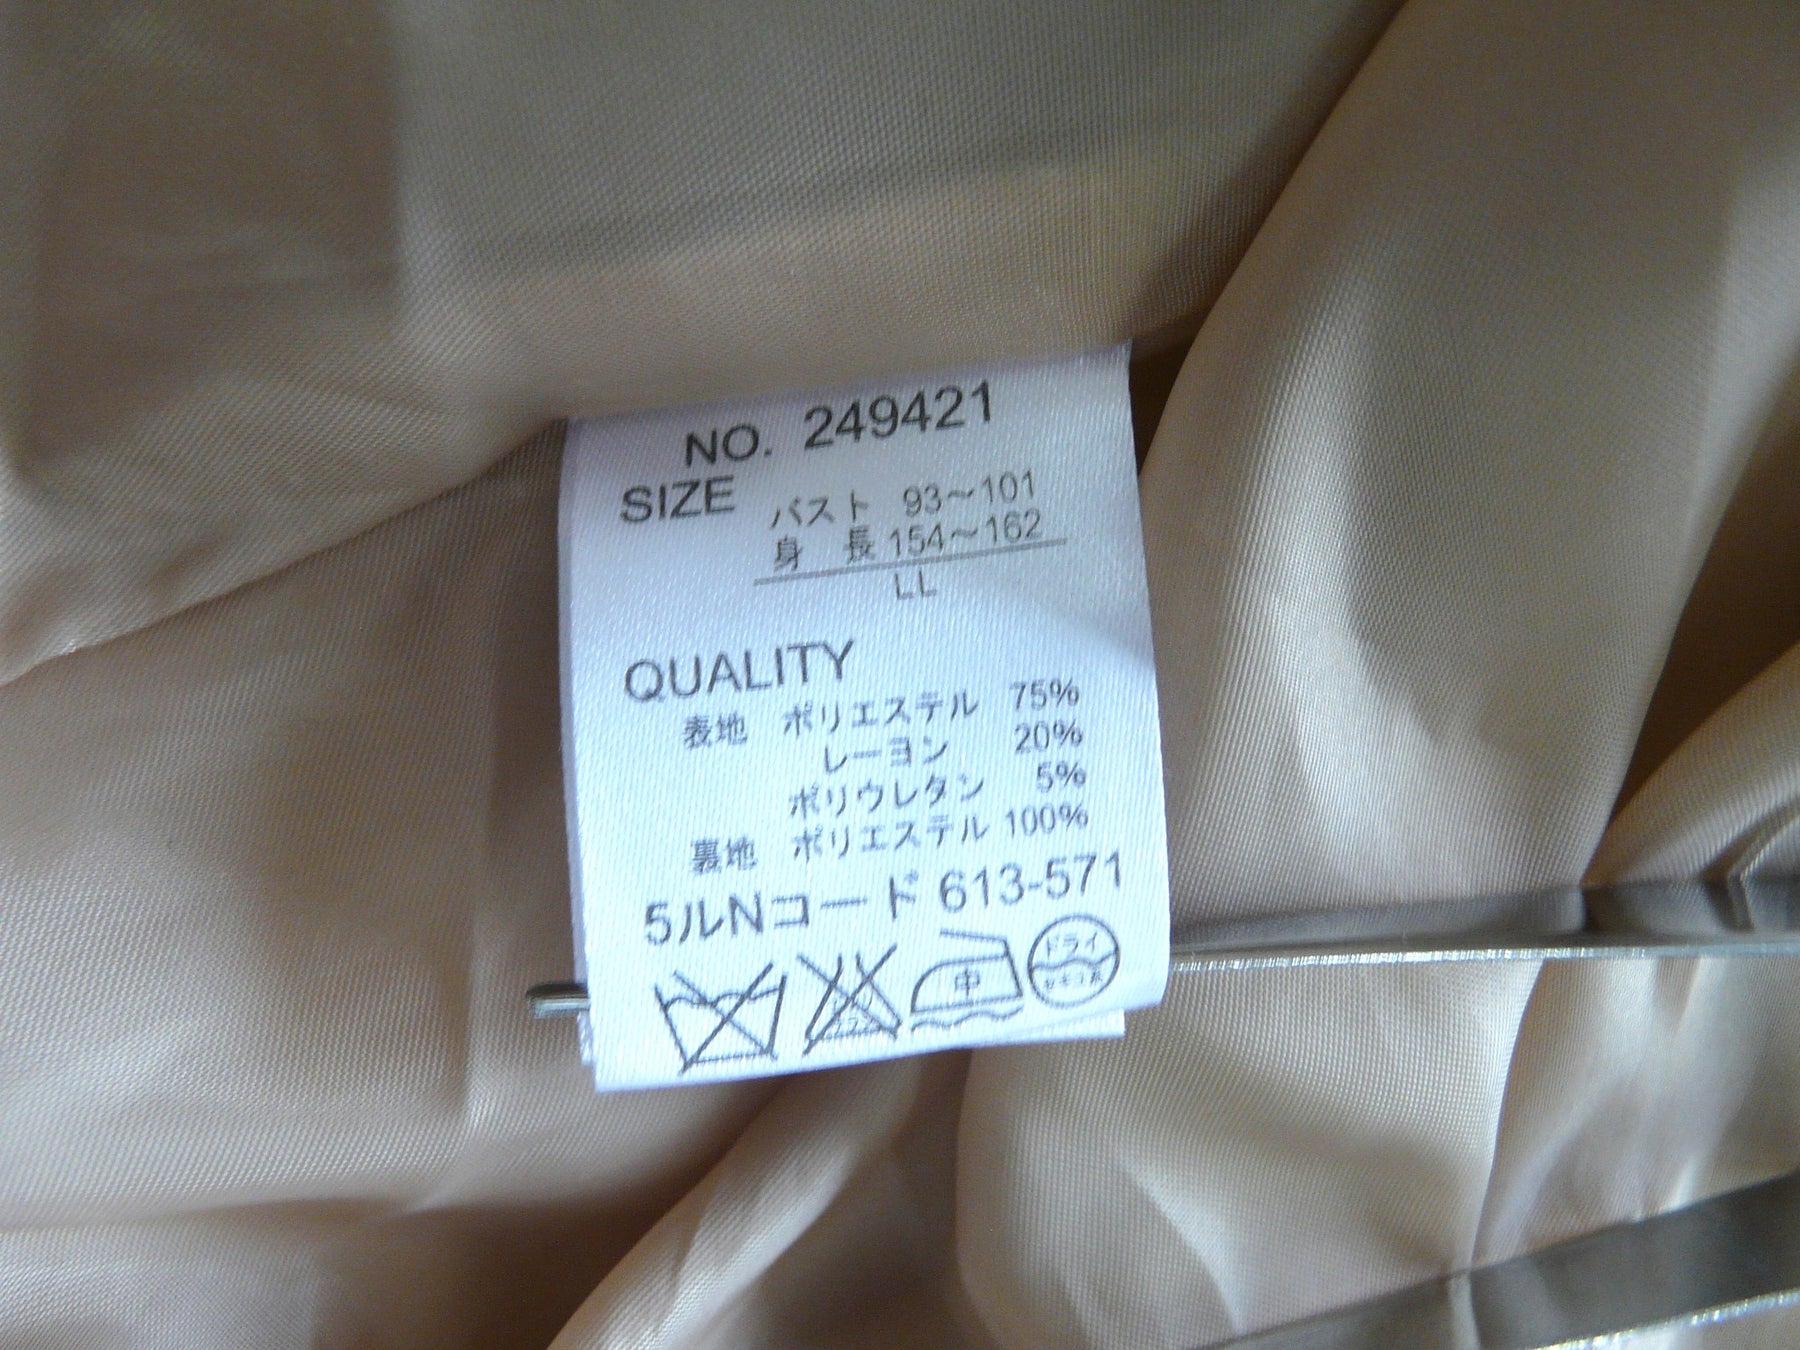 NO. 249421
SIZE バスト 93～101
身 長 154～162
LL
QUALITY
表地 ポリエステル 75%
レーヨン 20%
ポリウレタン 5%
裏地 ポリエステル 100%
5ルNコード 613-571
中 ドライ
セキユ系